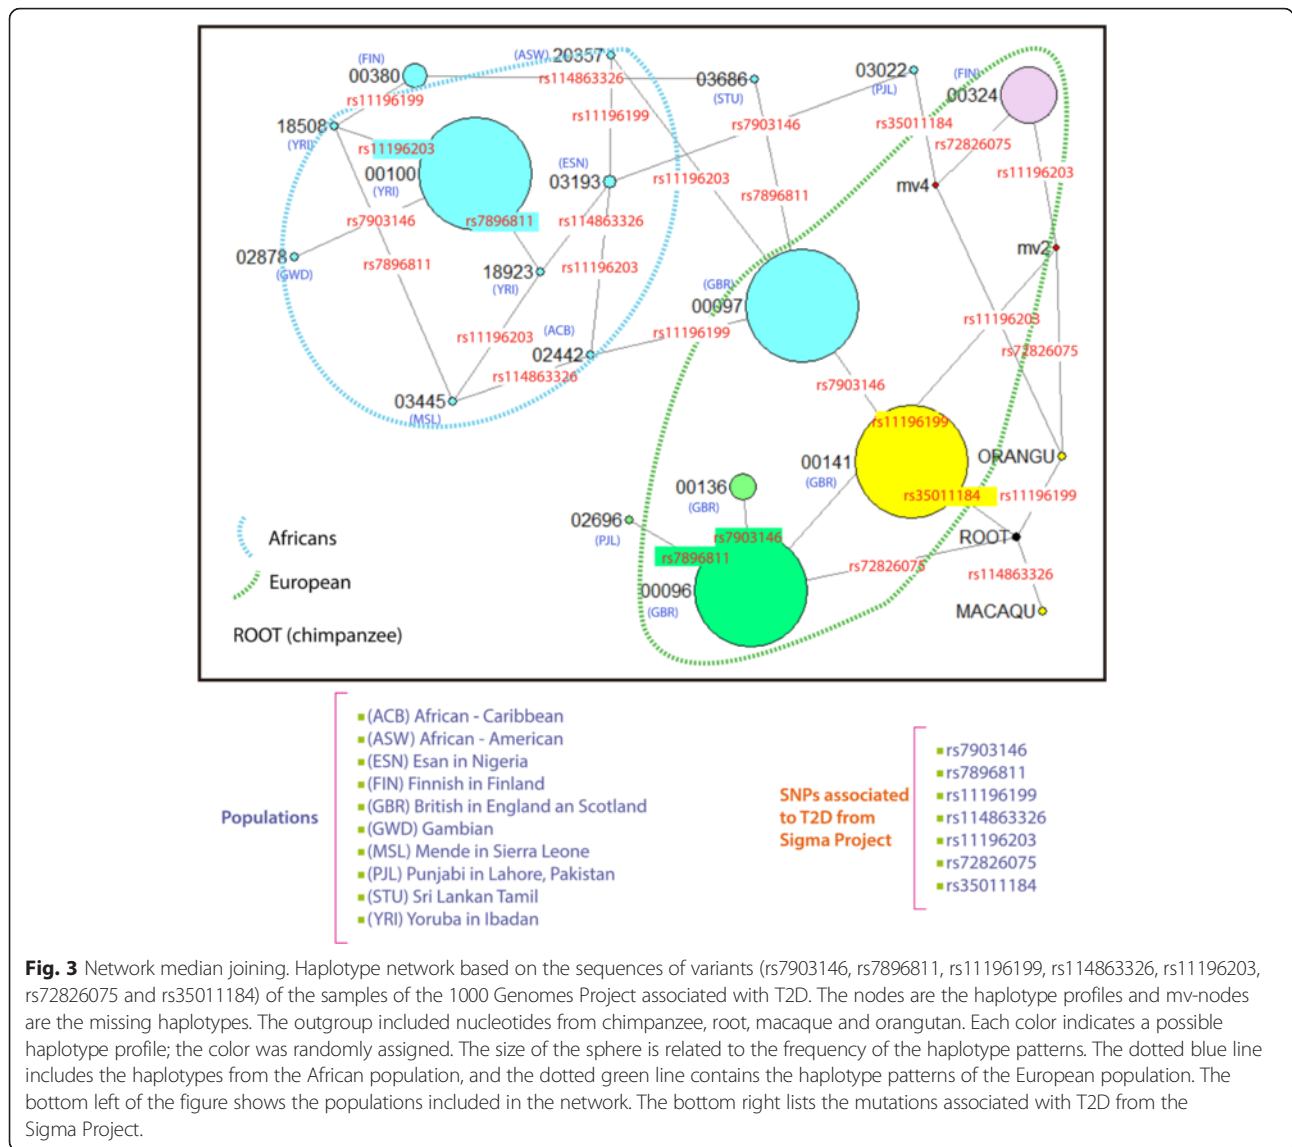 (FIN)
00380
(ASW) 20357
rs114863326
03686
(STU)
03022
(PJL)
(FIN)
00324
rs11196199
rs11196199
rs7903146
rs35011184
rs72826075
18508
(YRI)
rs11196203
00100
(YRI)
(ESN)
03193
rs11196203
rs7896811
mv4
rs11196203
rs7903146
rs7896811
rs114863326
02878
(GWD)
rs7896811
18923
(YRI)
rs11196203
mv2
(GBR)
00097
rs11196203
rs72826075
rs11196203
(ACB)
02442
rs11196199
rs114863326
rs7903146
03445
(MSL)
rs11196199
00141
(GBR)
ORANGU
rs35011184
rs11196199
00136
(GBR)
02696
(PJL)
rs7903146
rs7896811
ROOT
00096
(GBR)
rs72826075
rs114863326
MACAQU
Africans
European
ROOT (chimpanzee)
Populations
(ACB) African - Caribbean
(ASW) African - American
(ESN) Esan in Nigeria
(FIN) Finnish in Finland
(GBR) British in England an Scotland
(GWD) Gambian
(MSL) Mende in Sierra Leone
(PJL) Punjabi in Lahore, Pakistan
(STU) Sri Lankan Tamil
(YRI) Yoruba in Ibadan
SNPs associated
to T2D from
Sigma Project
rs7903146
rs7896811
rs11196199
rs114863326
rs11196203
rs72826075
rs35011184
Fig. 3 Network median joining. Haplotype network based on the sequences of variants (rs7903146, rs7896811, rs11196199, rs114863326, rs11196203,
rs72826075 and rs35011184) of the samples of the 1000 Genomes Project associated with T2D. The nodes are the haplotype profiles and mv-nodes
are the missing haplotypes. The outgroup included nucleotides from chimpanzee, root, macaque and orangutan. Each color indicates a possible
haplotype profile; the color was randomly assigned. The size of the sphere is related to the frequency of the haplotype patterns. The dotted blue line
includes the haplotypes from the African population, and the dotted green line contains the haplotype patterns of the European population. The
bottom left of the figure shows the populations included in the network. The bottom right lists the mutations associated with T2D from the
Sigma Project.